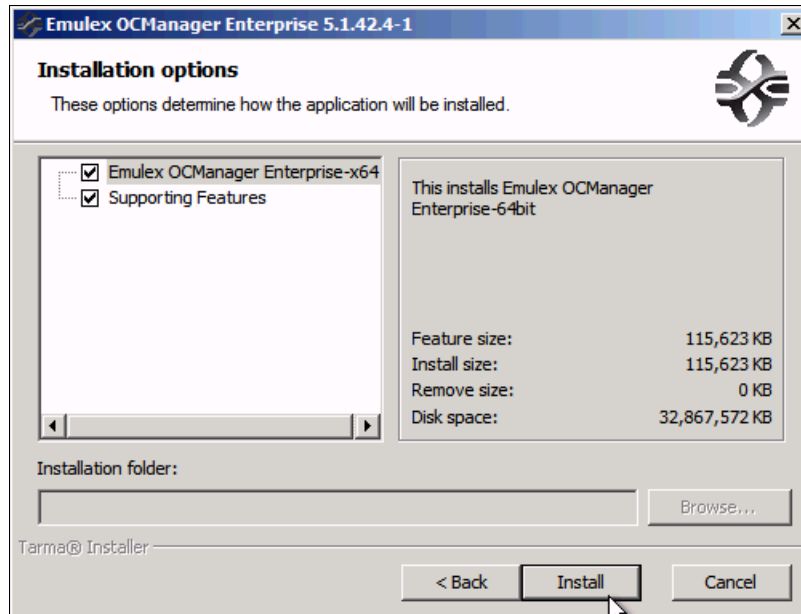 Emulex OCManager Enterprise 5.1.42.4-1
Installation options
These options determine how the application will be installed.
Emulex OCManager Enterprise-x64
Supporting Features
This installs Emulex OCManager
Enterprise-64bit
Feature size: 115,623 KB
Install size: 115,623 KB
Remove size: 0 KB
Disk space: 32,867,572 KB
Installation folder:
Browse...
Tarma® Installer
< Back Install Cancel